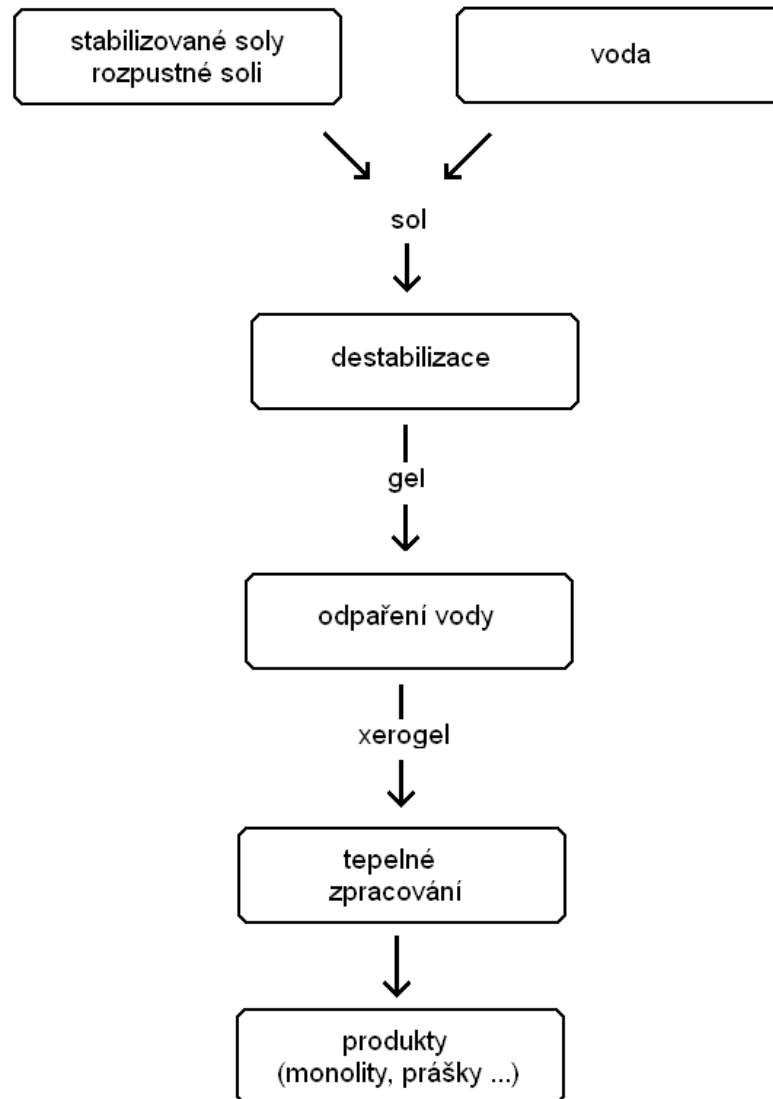 stabilizované soly
rozpustné soli
voda
sol
destabilizace
gel
odpaření vody
xerogel
tepelné
zpracování
produkty
(monolity, prášky ...)